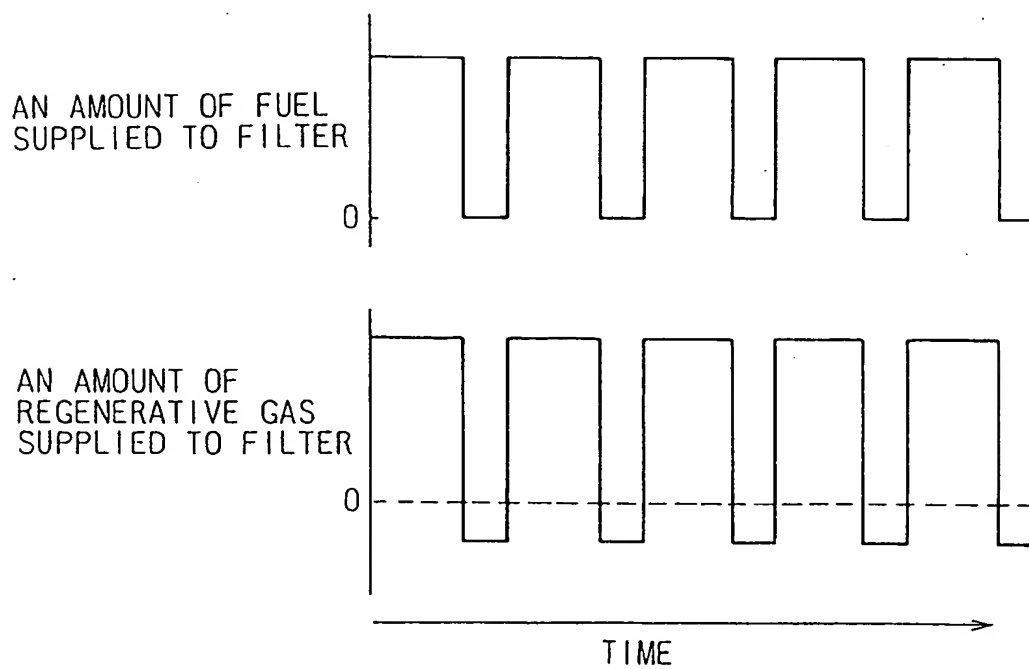 AN AMOUNT OF FUEL
SUPPLIED TO FILTER
0
AN AMOUNT OF
REGENERATIVE GAS
SUPPLIED TO FILTER
0
TIME